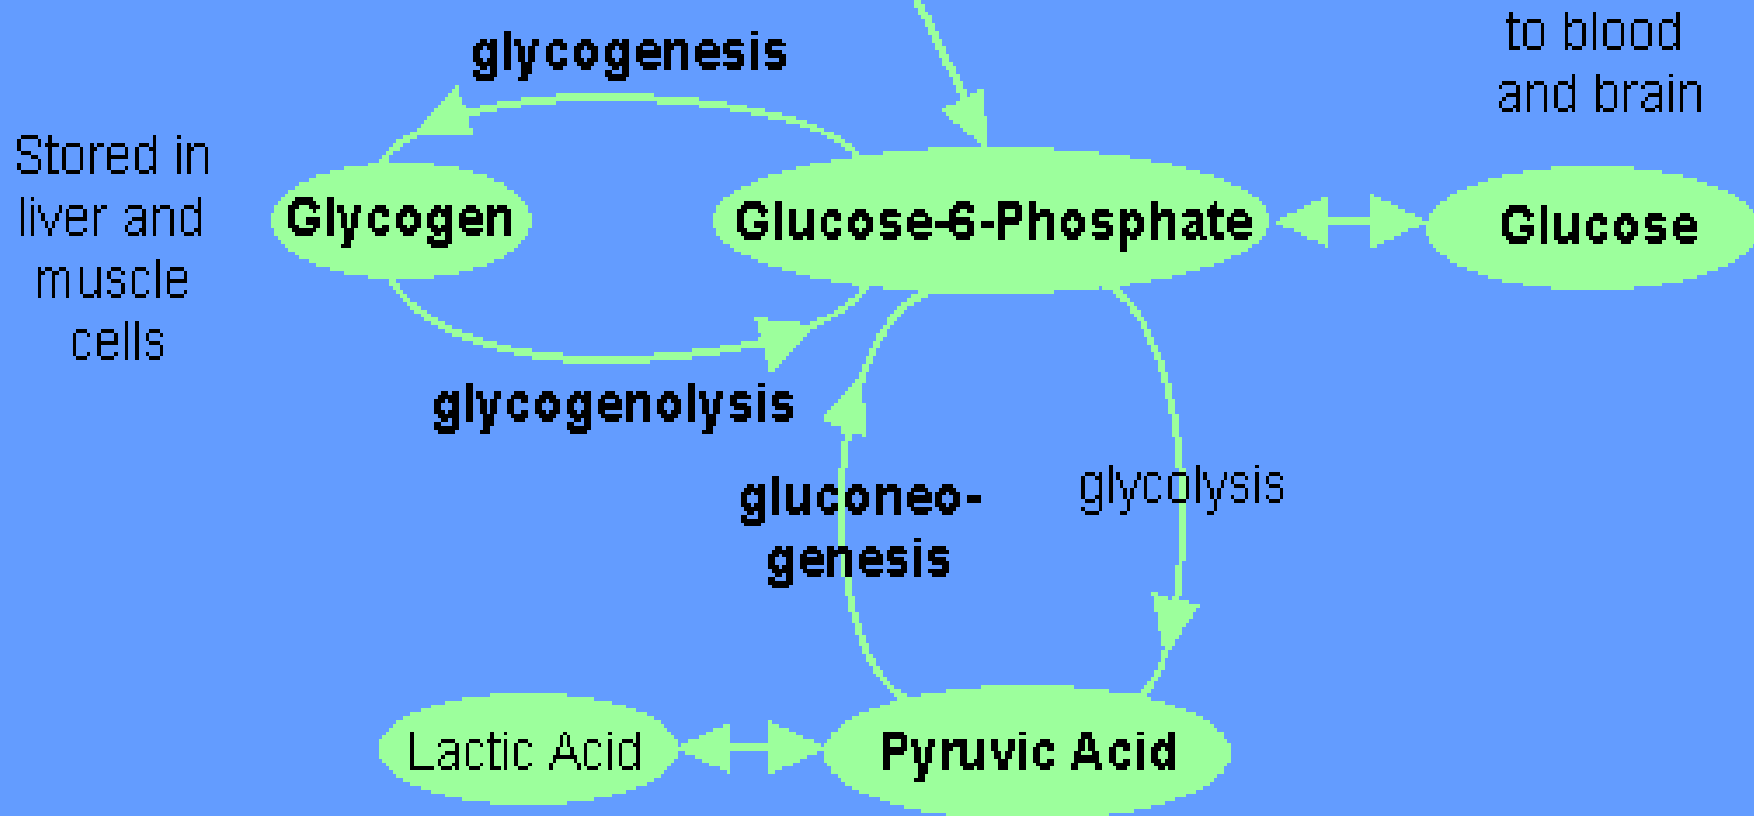 to blood
and brain
glycogenesis
Stored in
liver and
muscle
cells
Glycogen
Glucose-6-Phosphate
Glucose
glycogenolysis
gluconeo-
genesis
glycolysis
Lactic Acid
Pyruvic Acid